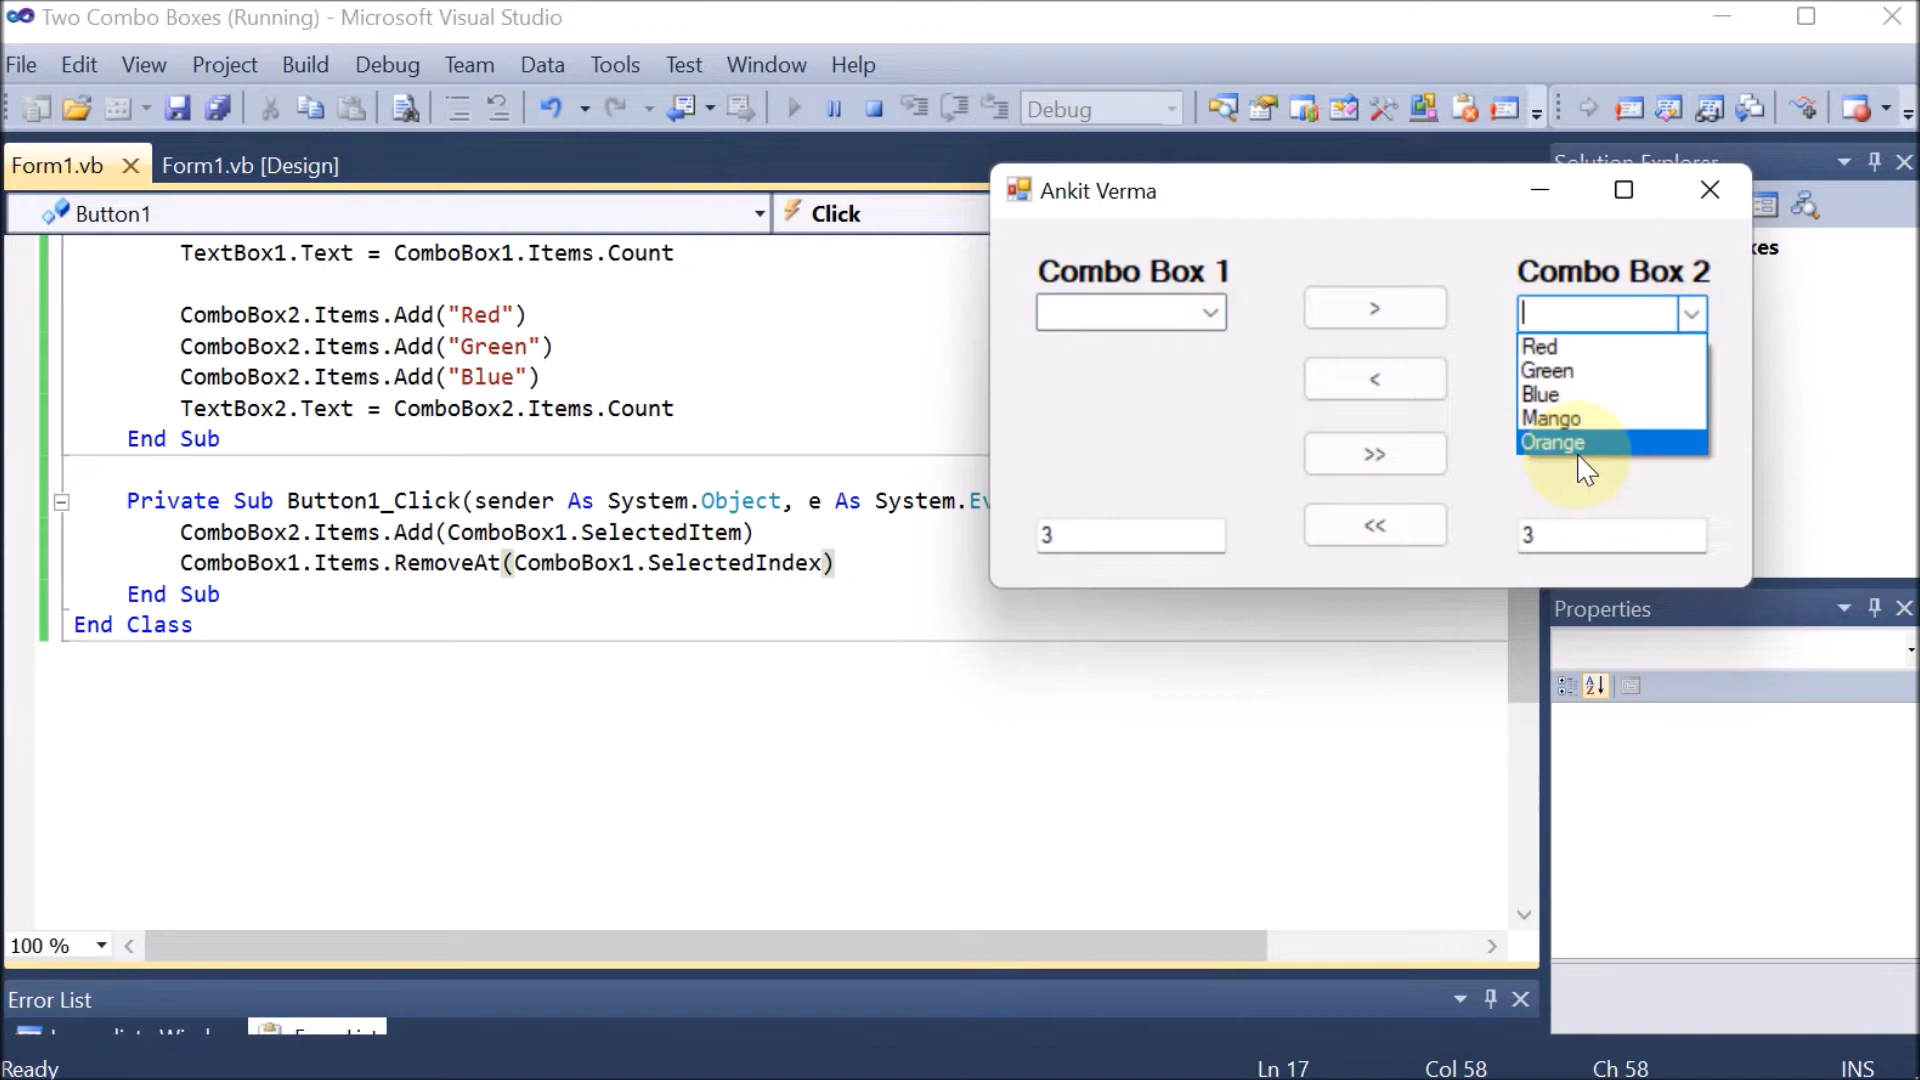 Two Combo Boxes (Running) - Microsoft Visual Studio
File Edit View Project Build Debug Team Data Tools Test Window Help
Debug
Form1.vb Form1.vb [Design]
Button1 Click
TextBox1.Text = ComboBox1.Items.Count
ComboBox2.Items.Add("Red")
ComboBox2.Items.Add("Green")
ComboBox2.Items.Add("Blue")
TextBox2.Text = ComboBox2.Items.Count
End Sub
Private Sub Button1_Click(sender As System.Object, e As System.Ev
ComboBox2.Items.Add(ComboBox1.SelectedItem)
ComboBox1.Items.RemoveAt(ComboBox1.SelectedIndex)
End Sub
End Class
100 %
Solution Explorer
Ankit Verma
Combo Box 1
>
<
>>
<<
3
Combo Box 2
Red
Green
Blue
Mango
Orange
3
Properties
Error List
Ready Ln 17 Col 58 Ch 58 INS